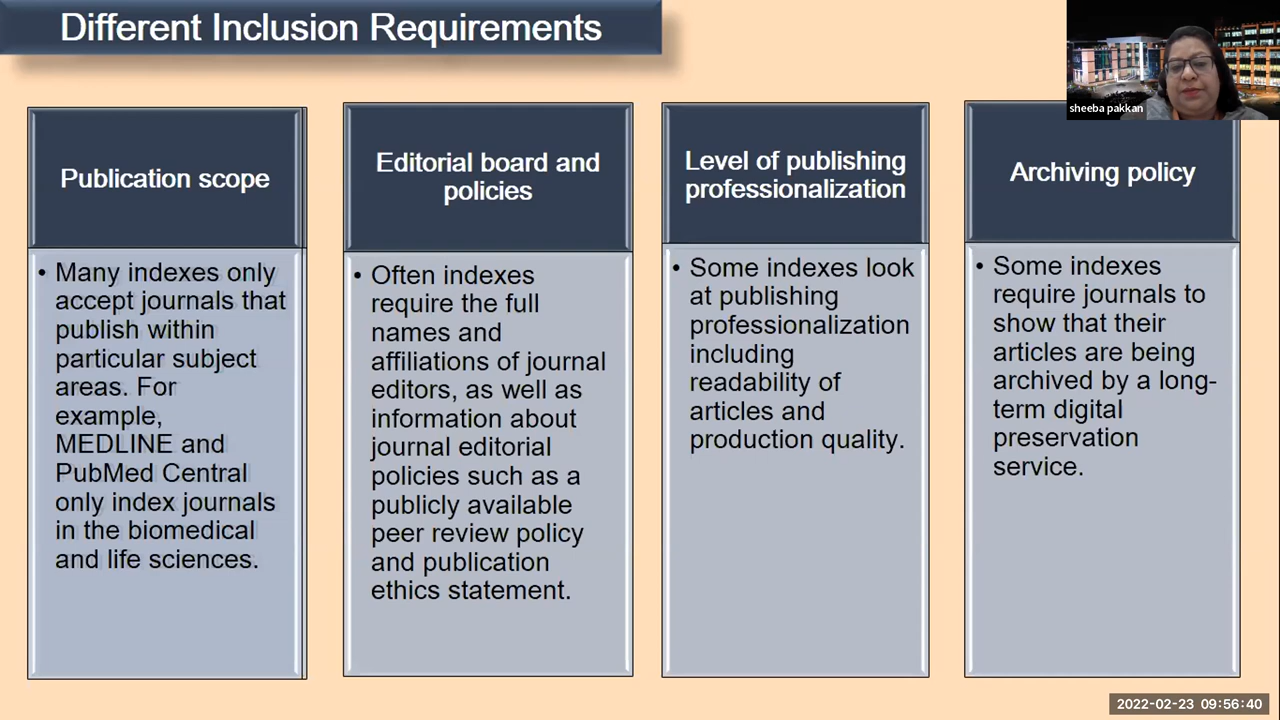 Different Inclusion Requirements
sheeba pakkan
Publication scope
• Many indexes only
accept journals that
publish within
particular subject
areas. For
example,
MEDLINE and
PubMed Central
only index journals
in the biomedical
and life sciences.
Editorial board and
policies
• Often indexes
require the full
names and
affiliations of journal
editors, as well as
information about
journal editorial
policies such as a
publicly available
peer review policy
and publication
ethics statement.
Level of publishing
professionalization
• Some indexes look
at publishing
professionalization
including
readability of
articles and
production quality.
Archiving policy
• Some indexes
require journals to
show that their
articles are being
archived by a long-
term digital
preservation
service.
2022-02-23 09:56:40